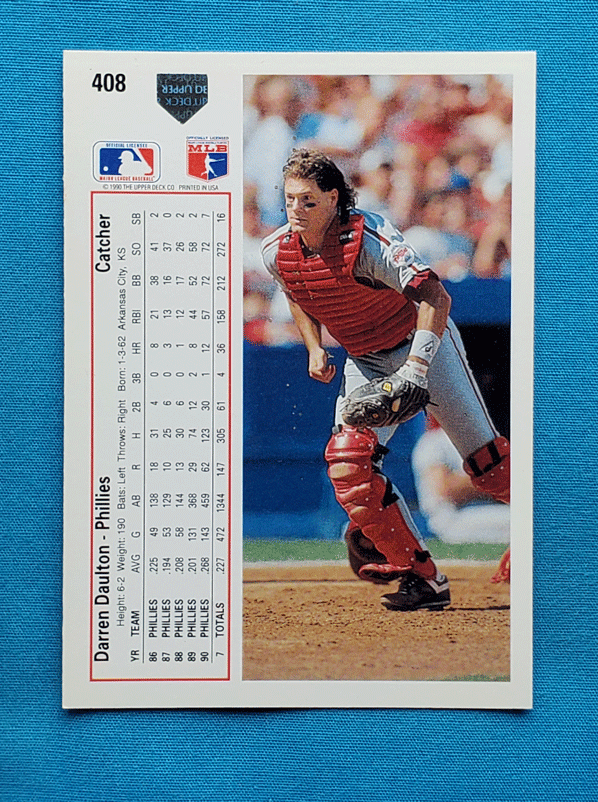 408
UPPER DECK
OFFICIAL LICENSEE
MAJOR LEAGUE BASEBALL
OFFICIALLY LICENSED
MLB
© 1990 THE UPPER DECK CO. PRINTED IN USA
Darren Daulton - Phillies Catcher
Height: 6-2 Weight: 190 Bats: Left Throws: Right Born: 1-3-62 Arkansas City, KS
YR TEAM AVG G AB R H 2B 3B HR RBI BB SO SB
86 PHILLIES .225 49 138 18 31 4 0 8 21 38 41 2
87 PHILLIES .194 53 129 10 25 6 0 3 13 16 37 0
88 PHILLIES .208 58 144 13 30 6 0 1 12 17 26 2
89 PHILLIES .201 131 368 29 74 12 2 8 44 52 58 2
90 PHILLIES .268 143 459 62 123 30 1 12 57 72 72 7
7 TOTALS .227 472 1344 147 305 61 4 36 158 212 272 16